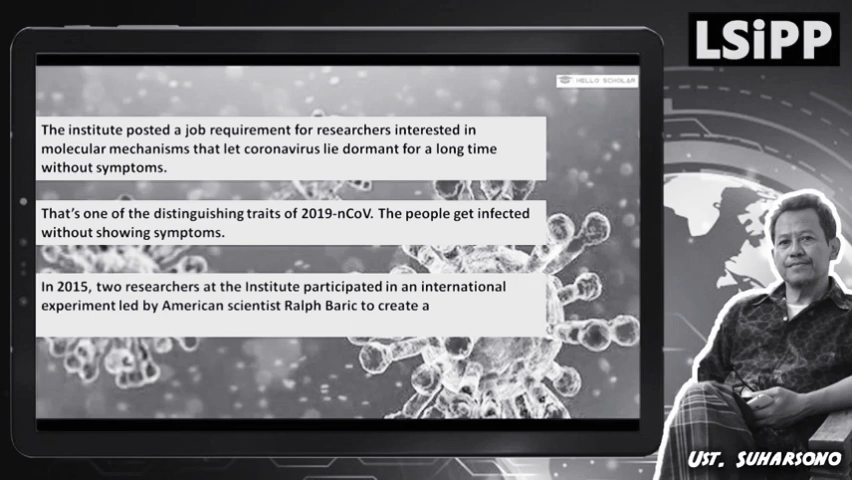 LSiPP
HELLO SCHOLAR
The institute posted a job requirement for researchers interested in
molecular mechanisms that let coronavirus lie dormant for a long time
without symptoms.
That's one of the distinguishing traits of 2019-nCoV. The people get infected
without showing symptoms.
In 2015, two researchers at the Institute participated in an international
experiment led by American scientist Ralph Baric to create a
Ust. Suharsono